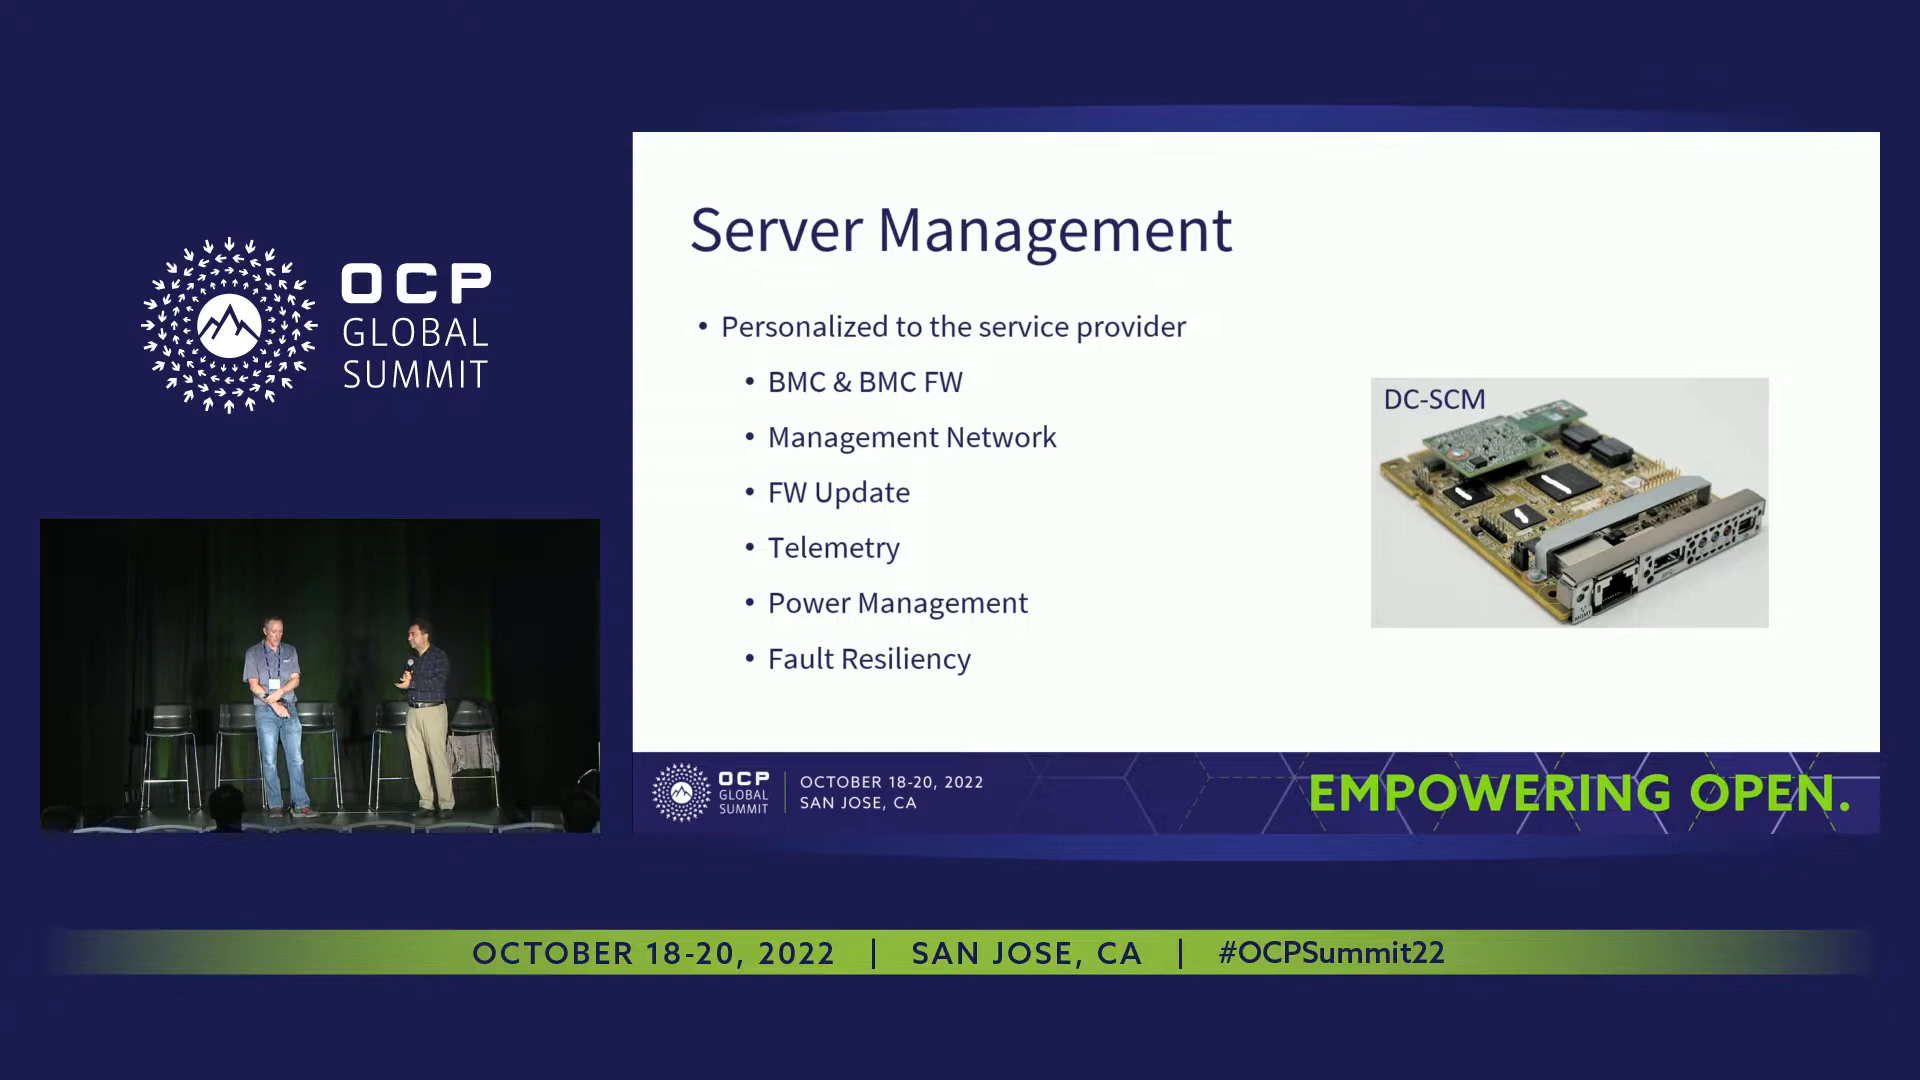 OCP
GLOBAL
SUMMIT
Server Management
• Personalized to the service provider
• BMC & BMC FW
• Management Network
• FW Update
• Telemetry
• Power Management
• Fault Resiliency
DC-SCM
OCP
GLOBAL
SUMMIT
OCTOBER 18-20, 2022
SAN JOSE, CA
EMPOWERING OPEN.
OCTOBER 18-20, 2022 | SAN JOSE, CA | #OCPSummit22